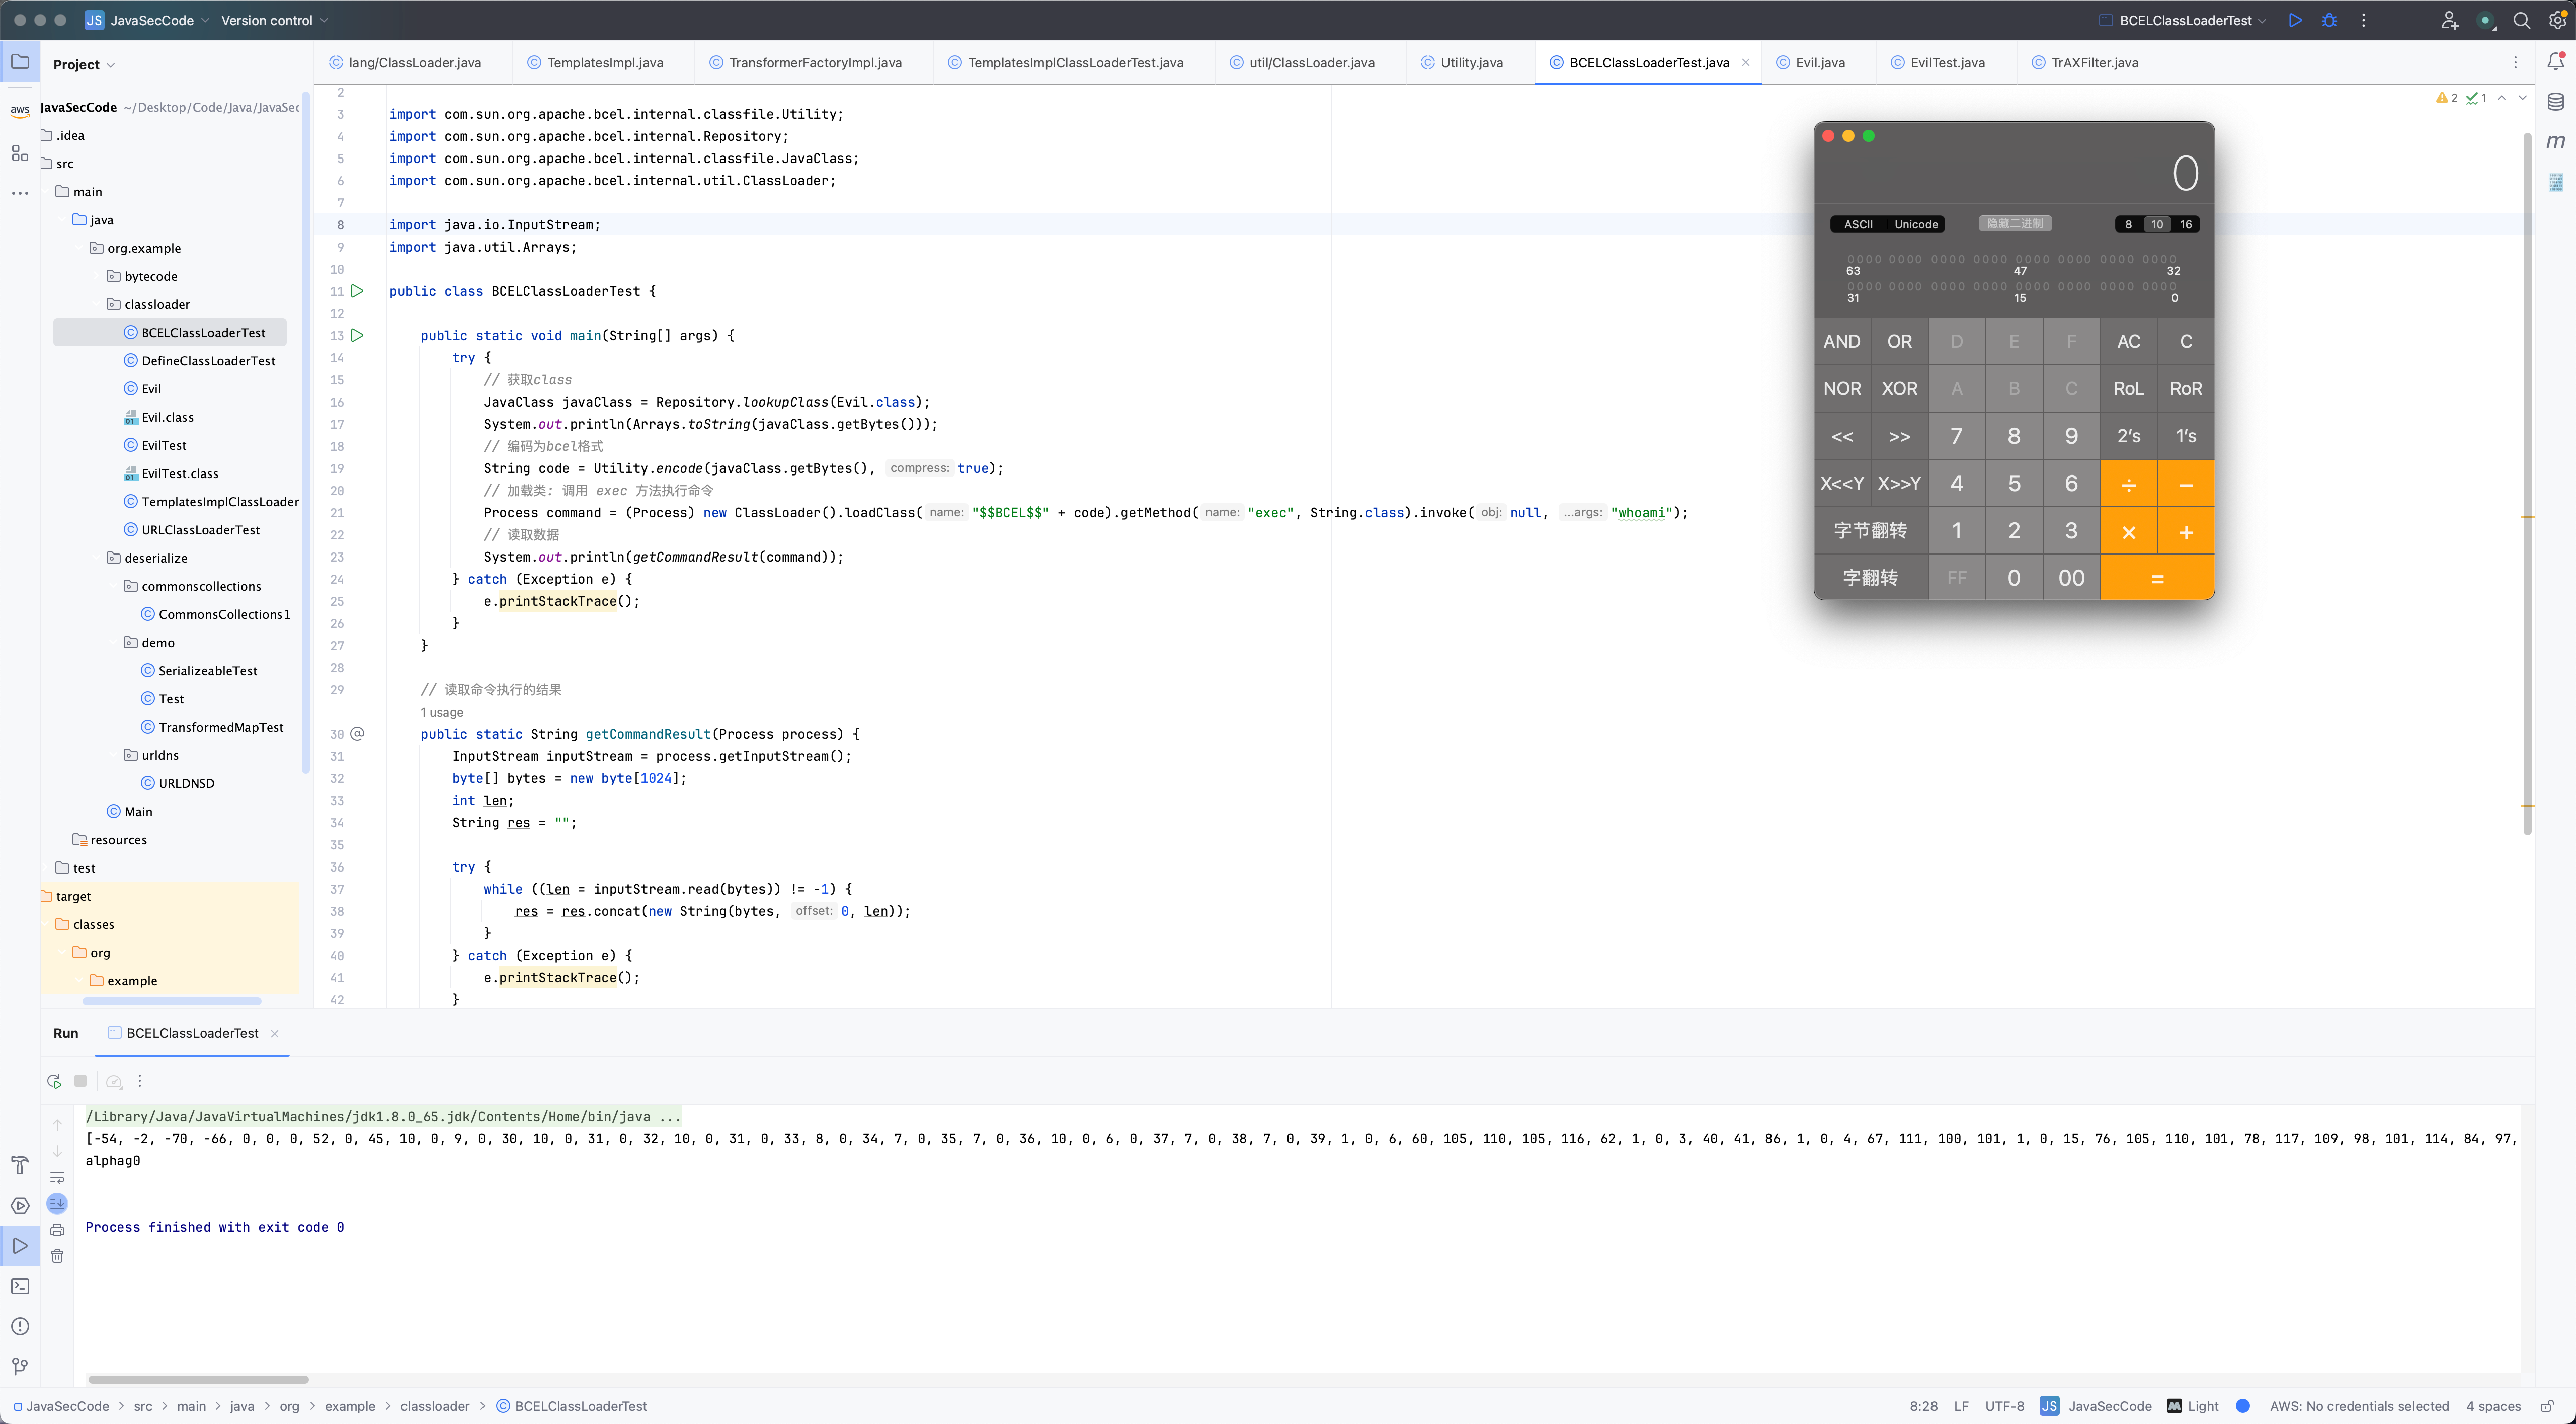 JS JavaSecCode Version control BCELClassLoaderTest
Project
lang/ClassLoader.java TemplatesImpl.java TransformerFactoryImpl.java TemplatesImplClassLoaderTest.java util/ClassLoader.java Utility.java BCELClassLoaderTest.java Evil.java EvilTest.java TrAXFilter.java
aws
JavaSecCode ~/Desktop/Code/Java/JavaSec
.idea
src
main
java
org.example
bytecode
classloader
BCELClassLoaderTest
DefineClassLoaderTest
Evil
Evil.class
EvilTest
EvilTest.class
TemplatesImplClassLoader
URLClassLoaderTest
deserialize
commonscollections
CommonsCollections1
demo
SerializeableTest
Test
TransformedMapTest
urldns
URLDNSD
Main
resources
test
target
classes
org
example
2 1
2
3 import com.sun.org.apache.bcel.internal.classfile.Utility;
4 import com.sun.org.apache.bcel.internal.Repository;
5 import com.sun.org.apache.bcel.internal.classfile.JavaClass;
6 import com.sun.org.apache.bcel.internal.util.ClassLoader;
7
8 import java.io.InputStream;
9 import java.util.Arrays;
10
11 public class BCELClassLoaderTest {
12
13 public static void main(String[] args) {
14 try {
15 // 获取class
16 JavaClass javaClass = Repository.lookupClass(Evil.class);
17 System.out.println(Arrays.toString(javaClass.getBytes()));
18 // 编码为bcel格式
19 String code = Utility.encode(javaClass.getBytes(), compress: true);
20 // 加载类: 调用 exec 方法执行命令
21 Process command = (Process) new ClassLoader().loadClass( name: "$$BCEL$$" + code).getMethod( name: "exec", String.class).invoke( obj: null, ...args: "whoami");
22 // 读取数据
23 System.out.println(getCommandResult(command));
24 } catch (Exception e) {
25 e.printStackTrace();
26 }
27 }
28
29 // 读取命令执行的结果
1 usage
30 public static String getCommandResult(Process process) {
31 InputStream inputStream = process.getInputStream();
32 byte[] bytes = new byte[1024];
33 int len;
34 String res = "";
35
36 try {
37 while ((len = inputStream.read(bytes)) != -1) {
38 res = res.concat(new String(bytes, offset: 0, len));
39 }
40 } catch (Exception e) {
41 e.printStackTrace();
42 }
0
ASCII Unicode 隐藏二进制 8 10 16
0000 0000 0000 0000 0000 0000 0000 0000
63 47 32
0000 0000 0000 0000 0000 0000 0000 0000
31 15 0
AND OR D E F AC C
NOR XOR A B C RoL RoR
<< >> 7 8 9 2's 1's
X<<Y X>>Y 4 5 6 ÷ −
字节翻转 1 2 3 × +
字翻转 FF 0 00 =
Run BCELClassLoaderTest
/Library/Java/JavaVirtualMachines/jdk1.8.0_65.jdk/Contents/Home/bin/java ...
[-54, -2, -70, -66, 0, 0, 0, 52, 0, 45, 10, 0, 9, 0, 30, 10, 0, 31, 0, 32, 10, 0, 31, 0, 33, 8, 0, 34, 7, 0, 35, 7, 0, 36, 10, 0, 6, 0, 37, 7, 0, 38, 7, 0, 39, 1, 0, 6, 60, 105, 110, 105, 116, 62, 1, 0, 3, 40, 41, 86, 1, 0, 4, 67, 111, 100, 101, 1, 0, 15, 76, 105, 110, 101, 78, 117, 109, 98, 101, 114, 84, 97,
alphag0
Process finished with exit code 0
JavaSecCode > src > main > java > org > example > classloader > BCELClassLoaderTest 8:28 LF UTF-8 JS JavaSecCode Light AWS: No credentials selected 4 spaces